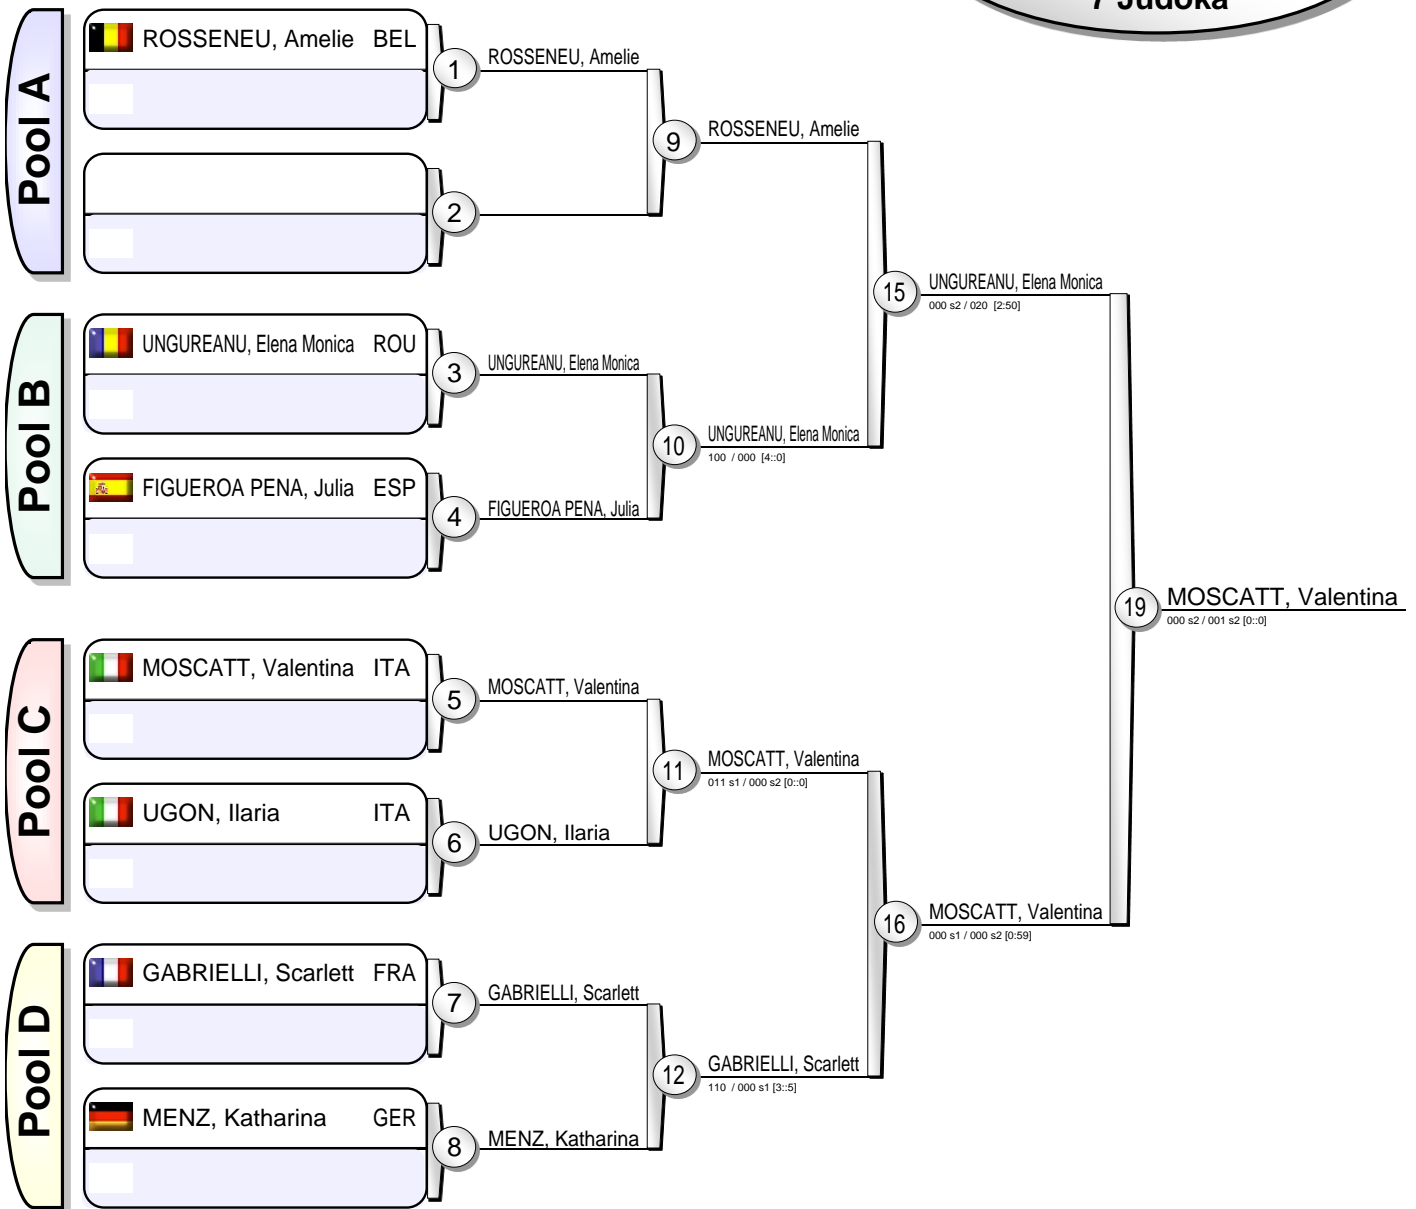 7 Judoka
Pool A
ROSSENEU, Amelie BEL
1
ROSSENEU, Amelie
2
9
ROSSENEU, Amelie
Pool B
UNGUREANU, Elena Monica ROU
3
UNGUREANU, Elena Monica
FIGUEROA PENA, Julia ESP
4
FIGUEROA PENA, Julia
10
UNGUREANU, Elena Monica
100 / 000 [4::0]
15
UNGUREANU, Elena Monica
000 s2 / 020 [2:50]
Pool C
MOSCATT, Valentina ITA
5
MOSCATT, Valentina
UGON, Ilaria ITA
6
UGON, Ilaria
11
MOSCATT, Valentina
011 s1 / 000 s2 [0::0]
Pool D
GABRIELLI, Scarlett FRA
7
GABRIELLI, Scarlett
MENZ, Katharina GER
8
MENZ, Katharina
12
GABRIELLI, Scarlett
110 / 000 s1 [3::5]
16
MOSCATT, Valentina
000 s1 / 000 s2 [0:59]
19
MOSCATT, Valentina
000 s2 / 001 s2 [0::0]